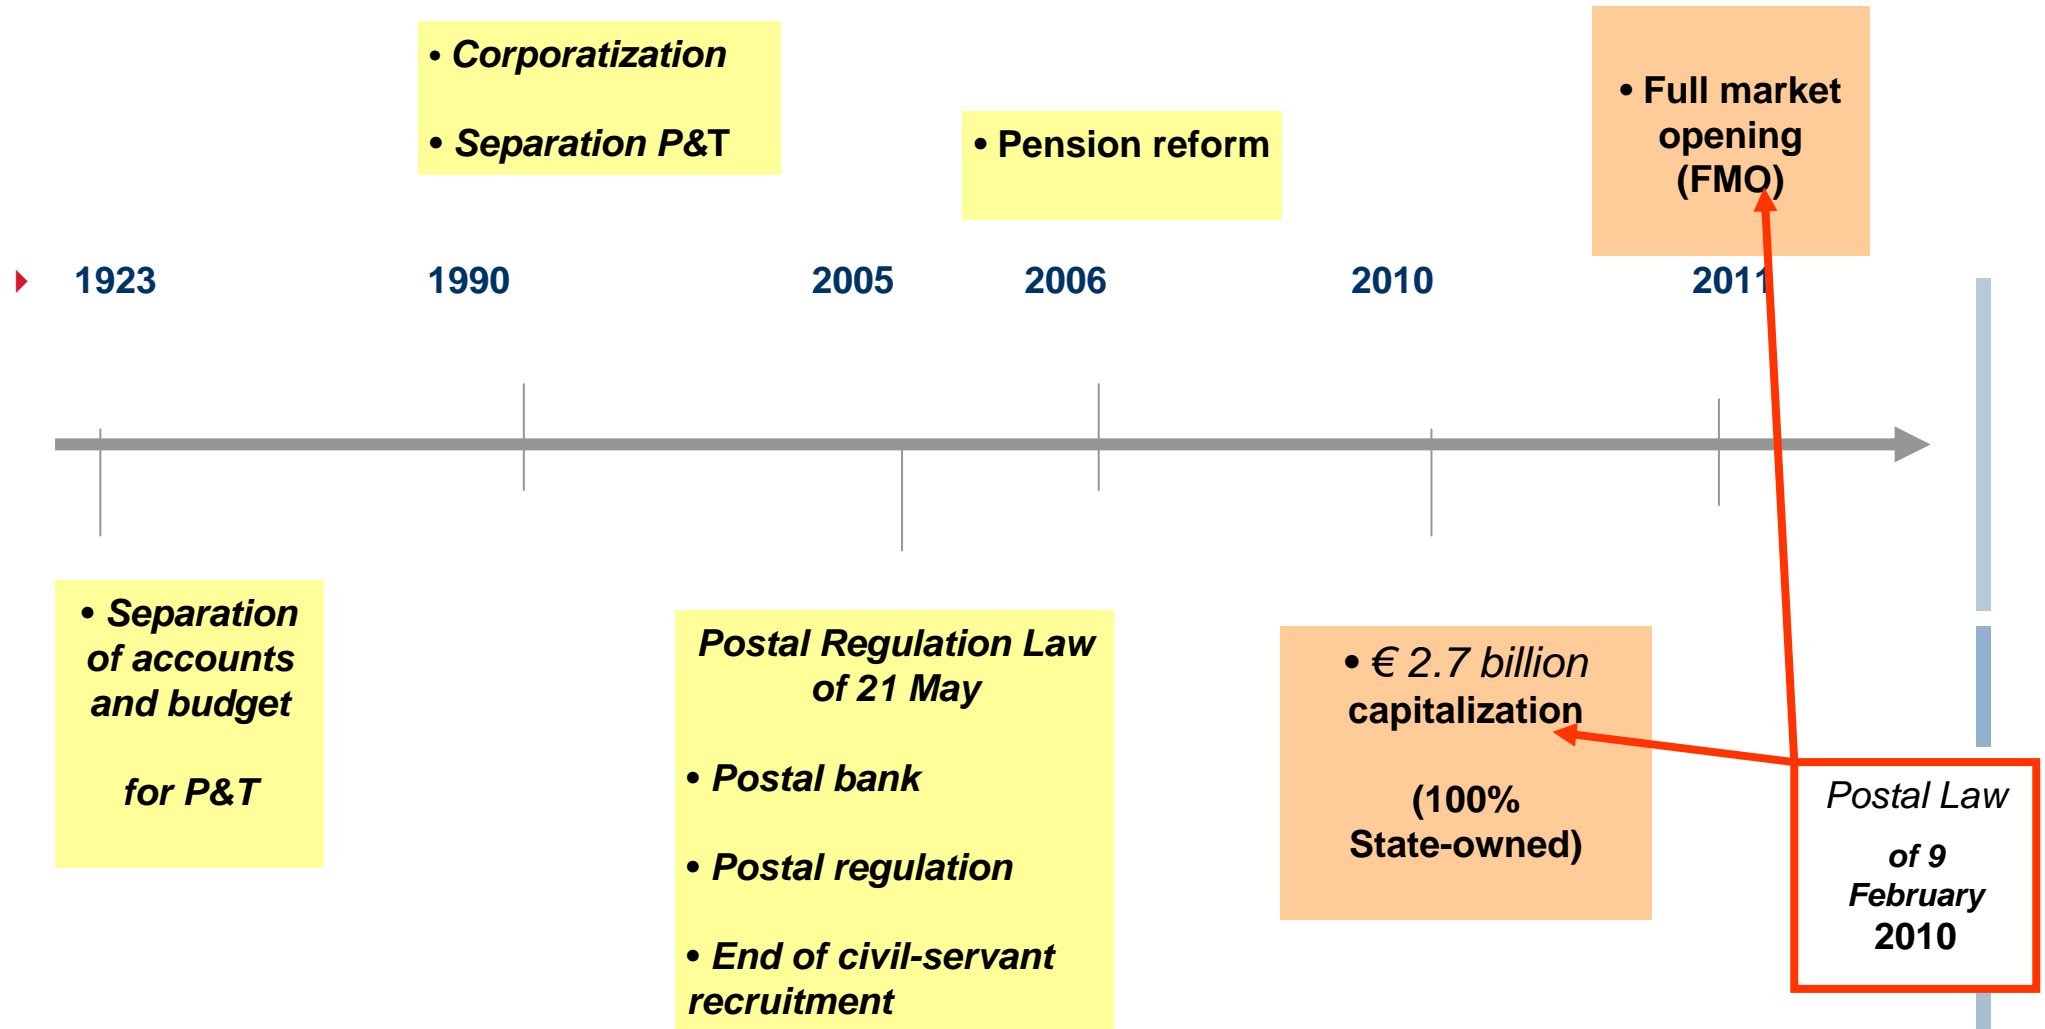 • Corporatization
• Separation P&T
• Pension reform
• Full market
opening
(FMO)
1923
1990
2005
2006
2010
2011
• Separation
of accounts
and budget
for P&T
Postal Regulation Law
of 21 May
• Postal bank
• Postal regulation
• End of civil-servant
recruitment
• € 2.7 billion
capitalization
(100%
State-owned)
Postal Law
of 9
February
2010